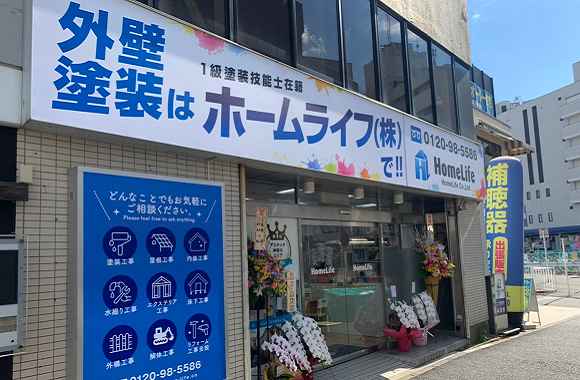 外壁
塗装は
1級塗装技能士在籍
ホームライフ(株)
で!!
0120-98-5586
HomeLife
HomeLife Co.,Ltd.
どんなことでもお気軽に
ご相談ください。
Please feel free to ask anything.
塗装工事
屋根工事
内装工事
水廻り工事
エクステリア
工事
床下工事
外構工事
解体工事
リフォーム
工事全般
0120-98-5586
HomeLife
HomeLife
補聴器
出張販売